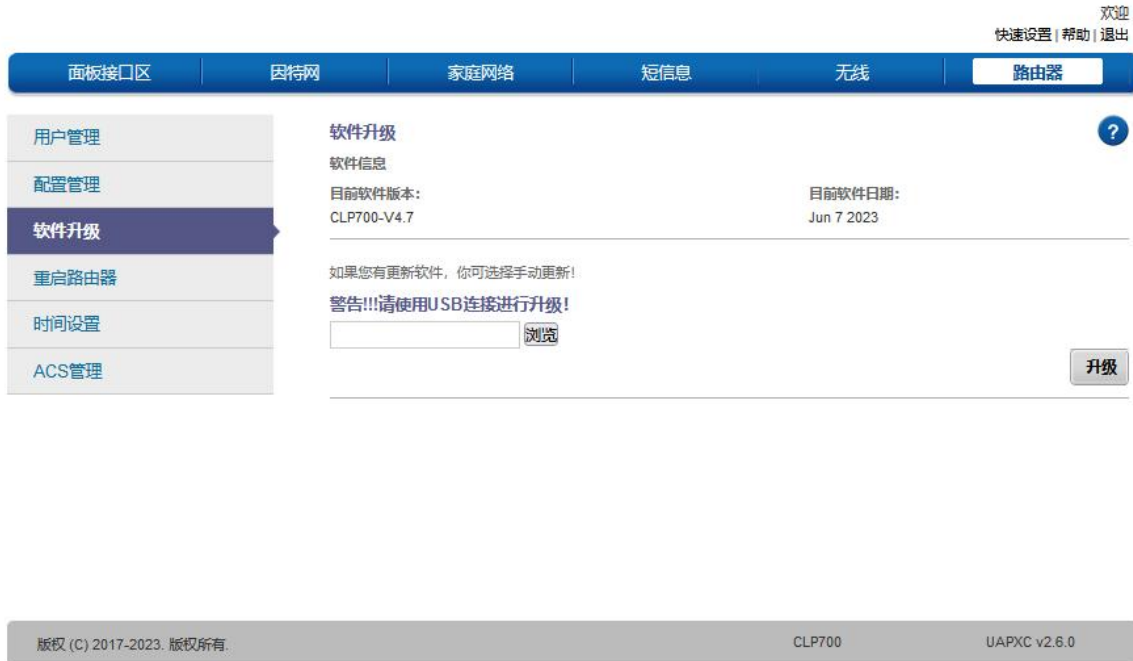 欢迎
快速设置 | 帮助 | 退出
面板接口区 因特网 家庭网络 短信息 无线 路由器
用户管理
配置管理
软件升级
重启路由器
时间设置
ACS管理
软件升级
?
软件信息
目前软件版本: 目前软件日期:
CLP700-V4.7 Jun 7 2023
如果您有更新软件, 你可选择手动更新!
警告!!!请使用USB连接进行升级!
浏览
升级
版权 (C) 2017-2023. 版权所有. CLP700 UAPXC v2.6.0